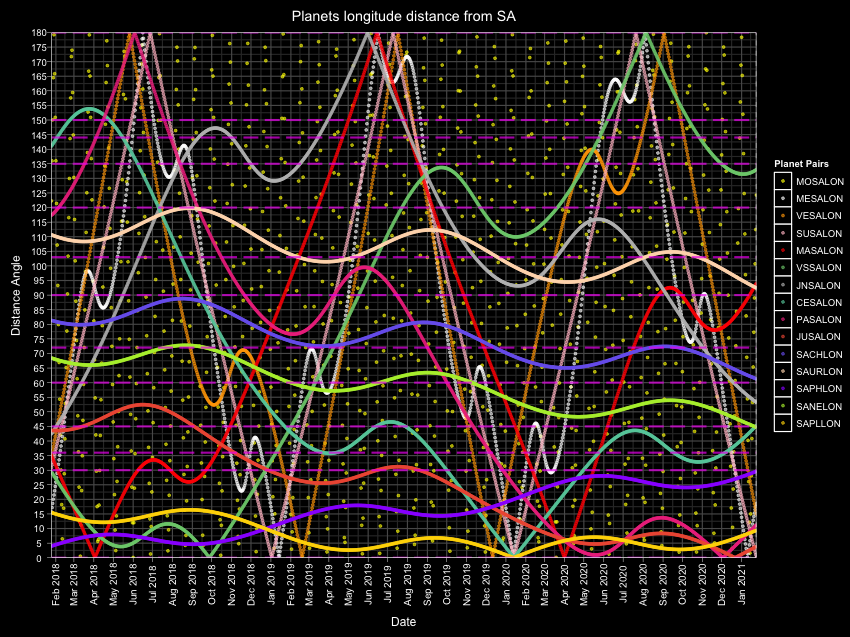 Planets longitude distance from SA
180
175
170
165
160
155
150
145
140
135
130
125
120
115
110
105
100
95
90
85
80
75
70
65
60
55
50
45
40
35
30
25
20
15
10
5
0
Distance Angle
Feb 2018
Mar 2018
Apr 2018
May 2018
Jun 2018
Jul 2018
Aug 2018
Sep 2018
Oct 2018
Nov 2018
Dec 2018
Jan 2019
Feb 2019
Mar 2019
Apr 2019
May 2019
Jun 2019
Jul 2019
Aug 2019
Sep 2019
Oct 2019
Nov 2019
Dec 2019
Jan 2020
Feb 2020
Mar 2020
Apr 2020
May 2020
Jun 2020
Jul 2020
Aug 2020
Sep 2020
Oct 2020
Nov 2020
Dec 2020
Jan 2021
Date
Planet Pairs
MOSALON
MESALON
VESALON
SUSALON
MASALON
VSSALON
JNSALON
CESALON
PASALON
JUSALON
SACHLON
SAURLON
SAPHLON
SANELON
SAPLLON